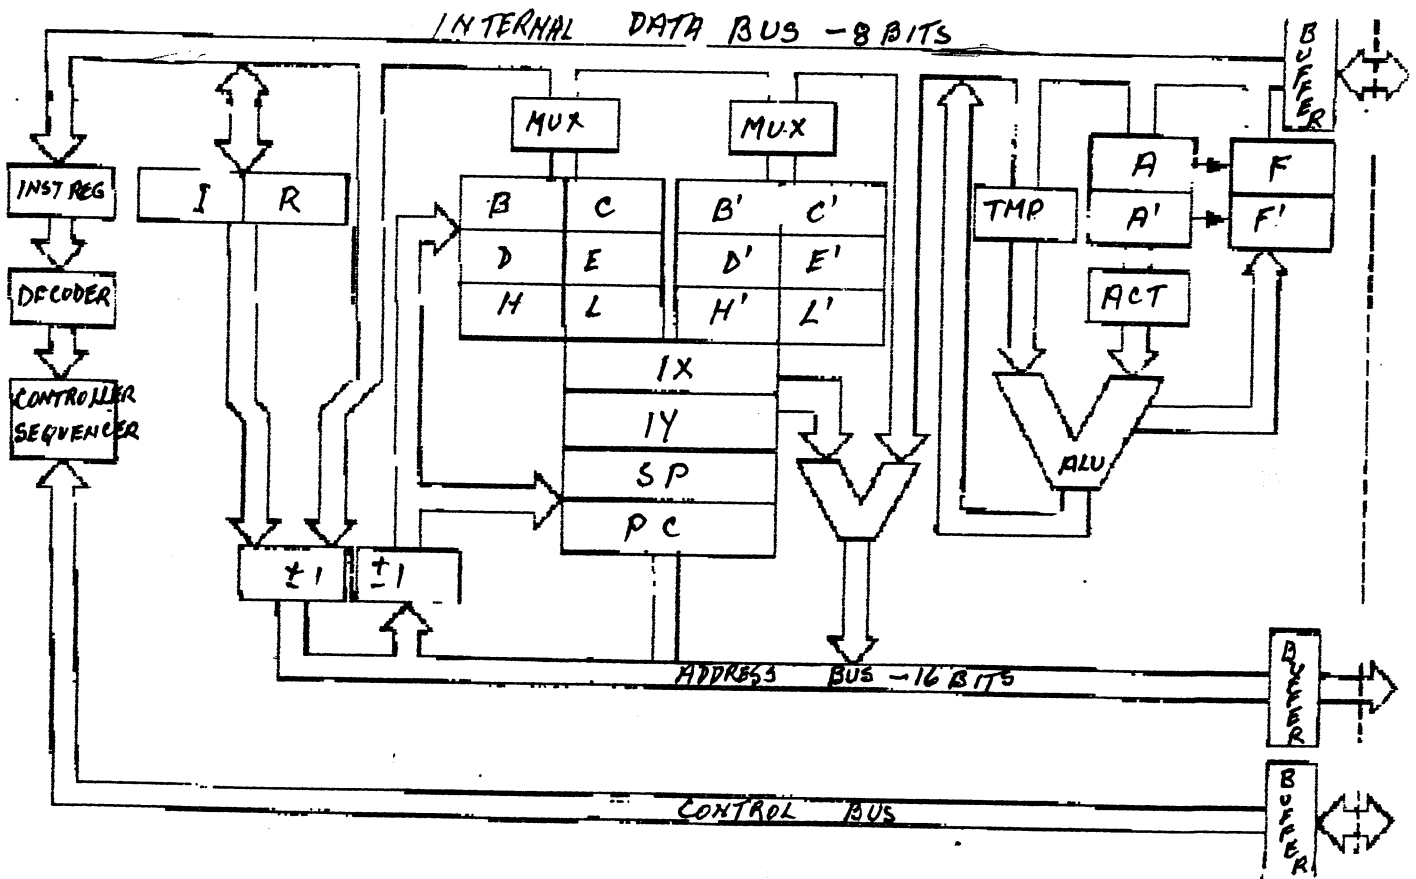 INTERNAL DATA BUS - 8 BITS
BUFFER
MUX
MUX
INST REG
I R
B C
B' C'
A
F
TMP
A'
F'
D E
D' E'
DECODER
H L
H' L'
ACT
IX
CONTROLLER
SEQUENCER
IY
ALU
SP
PC
±1
±1
ADDRESS BUS - 16 BITS
BUFFER
CONTROL BUS
BUFFER